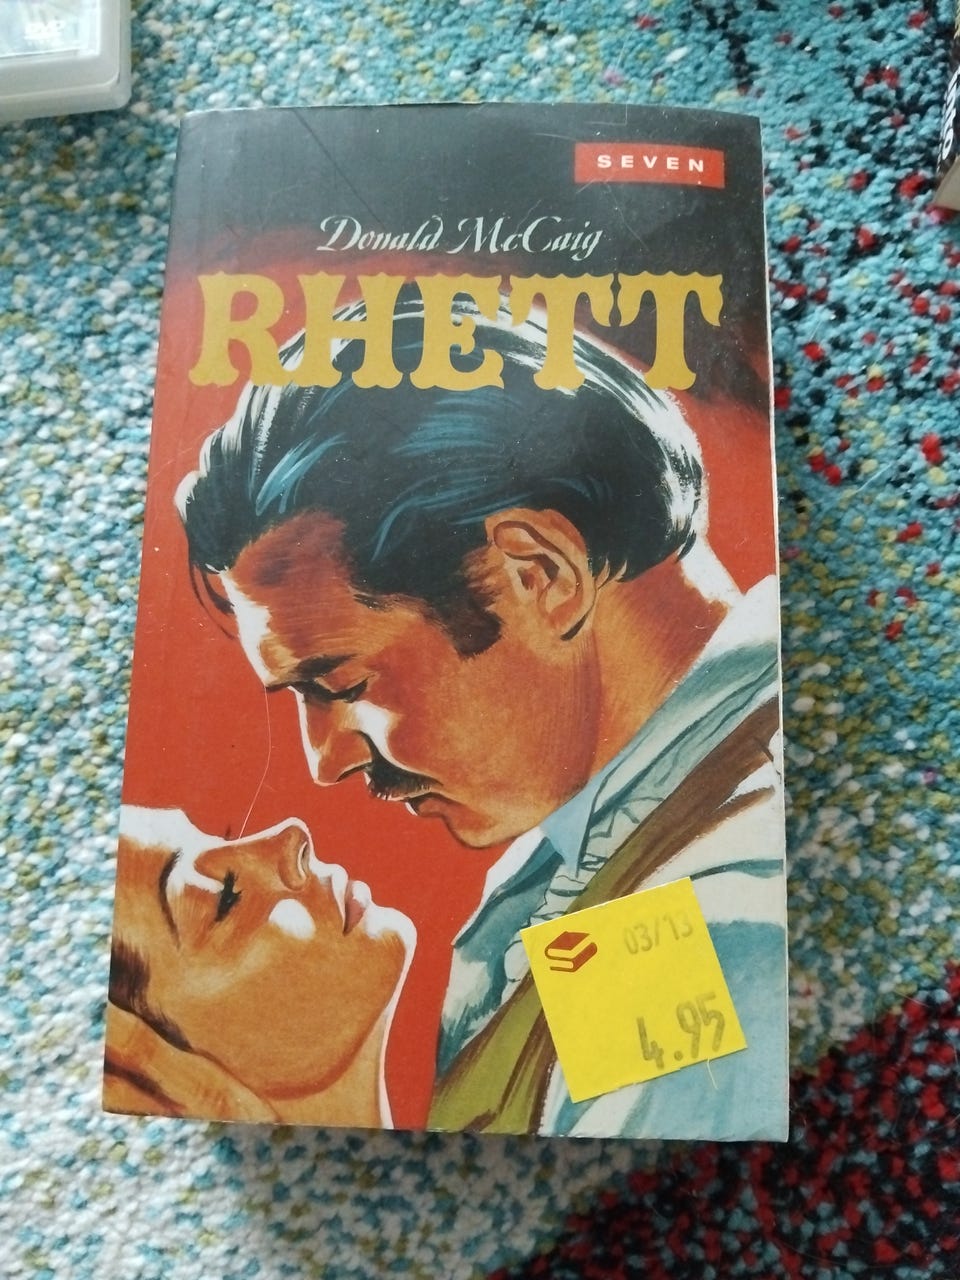 SEVEN
Donald McCaig
RHETT
03/13
4.95